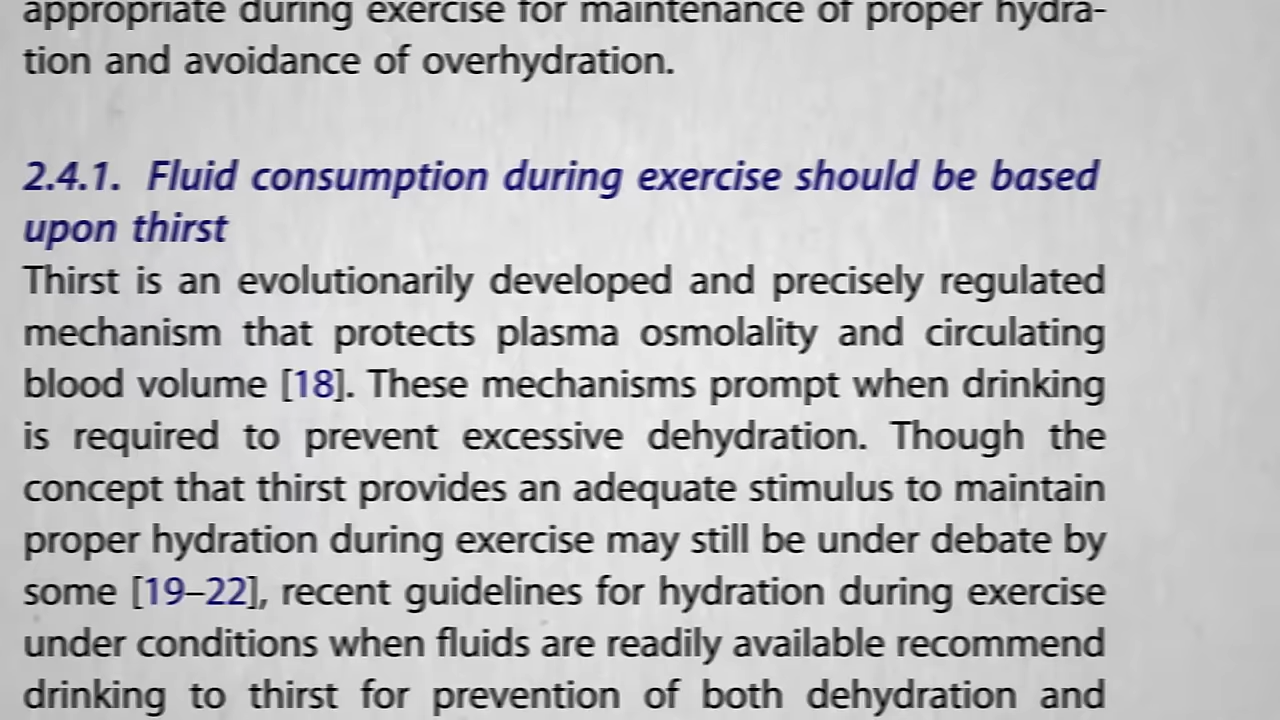 appropriate during exercise for maintenance of proper hydra-
tion and avoidance of overhydration.
2.4.1. Fluid consumption during exercise should be based
upon thirst
Thirst is an evolutionarily developed and precisely regulated
mechanism that protects plasma osmolality and circulating
blood volume [18]. These mechanisms prompt when drinking
is required to prevent excessive dehydration. Though the
concept that thirst provides an adequate stimulus to maintain
proper hydration during exercise may still be under debate by
some [19–22], recent guidelines for hydration during exercise
under conditions when fluids are readily available recommend
drinking to thirst for prevention of both dehydration and